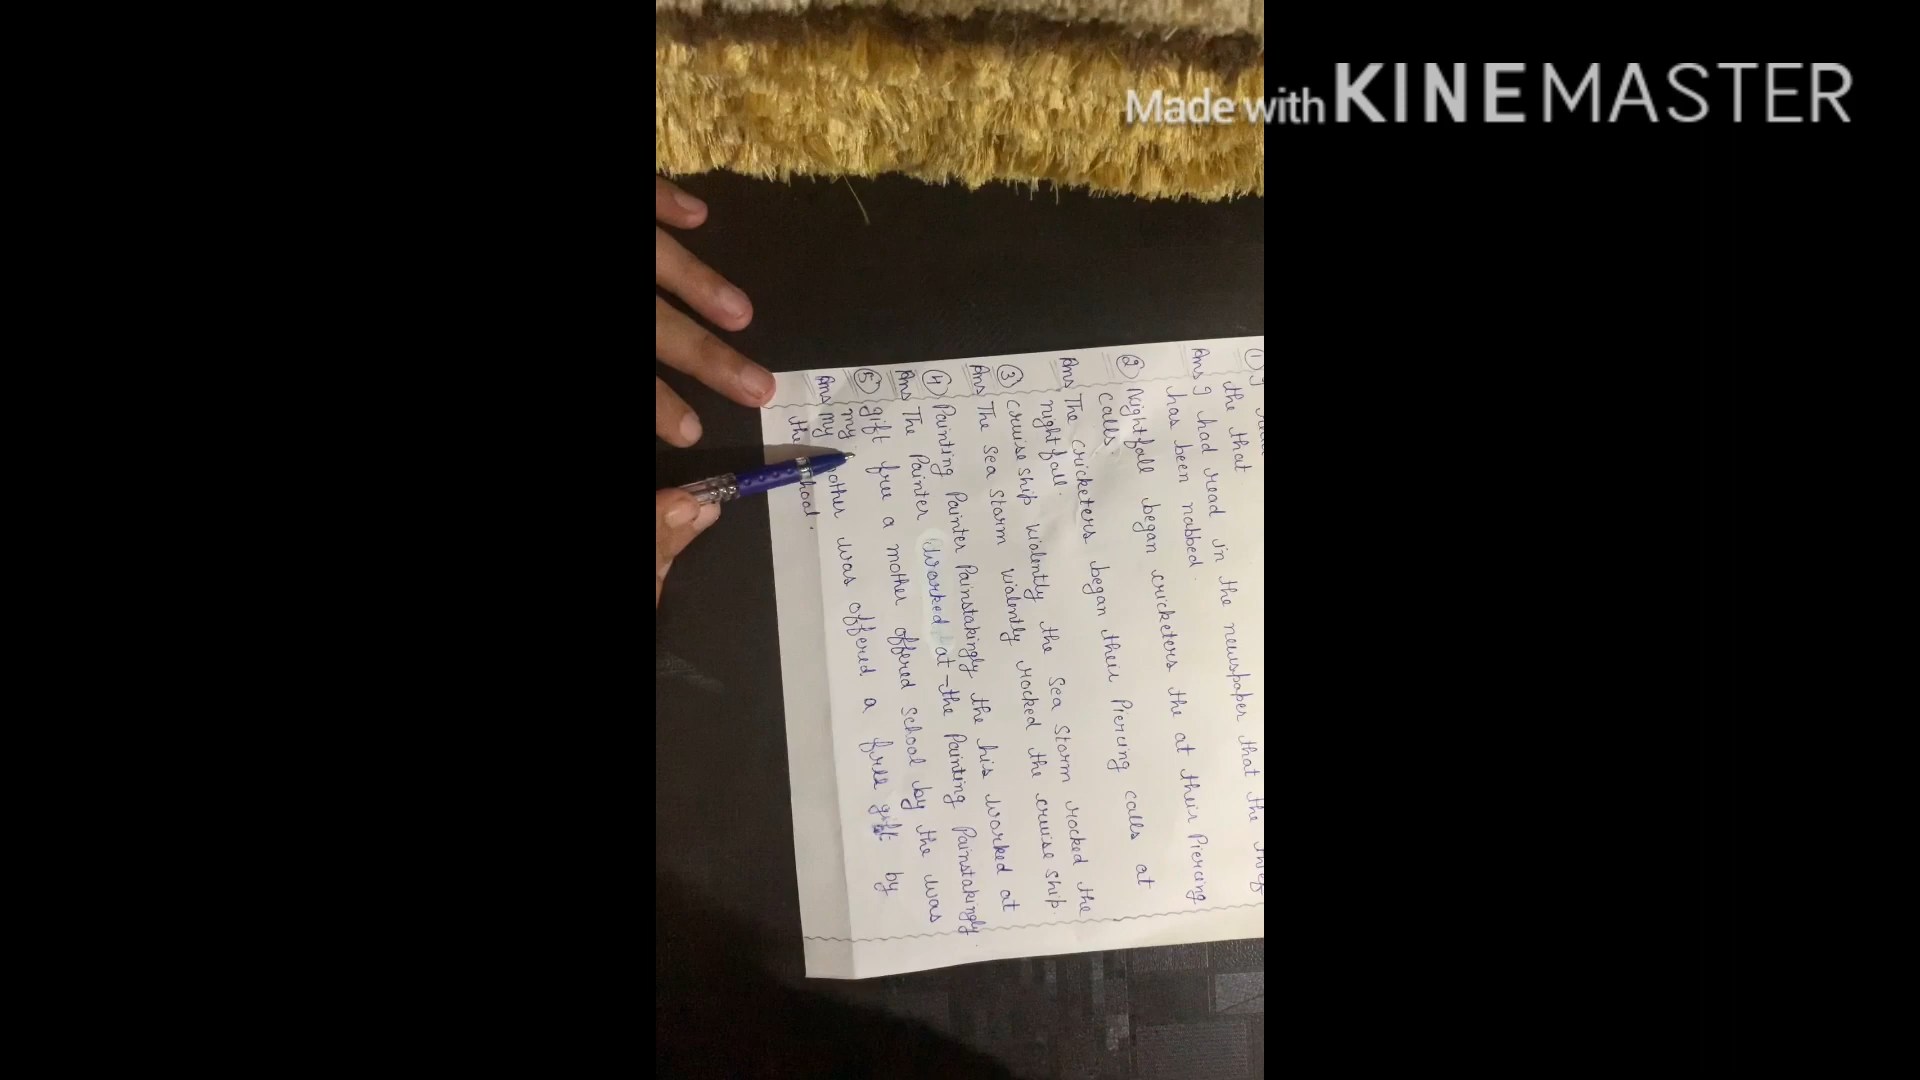 Made with KINEMASTER
the that
Ans I had read in the newspaper that the thief
has been nabbed.
② Nightfall began cricketers the at their Piercing
calls.
Ans The cricketers began their Piercing calls at
nightfall.
③ cruise ship violently the sea storm rocked the
Ans The sea storm violently rocked the cruise ship.
④ Painting Painter Painstakingly the his worked at
Ans The Painter worked at the Painting Painstakingly.
⑤ gift free a mother offered school by the was
my
Ans my mother was offered a free gift by
the school.